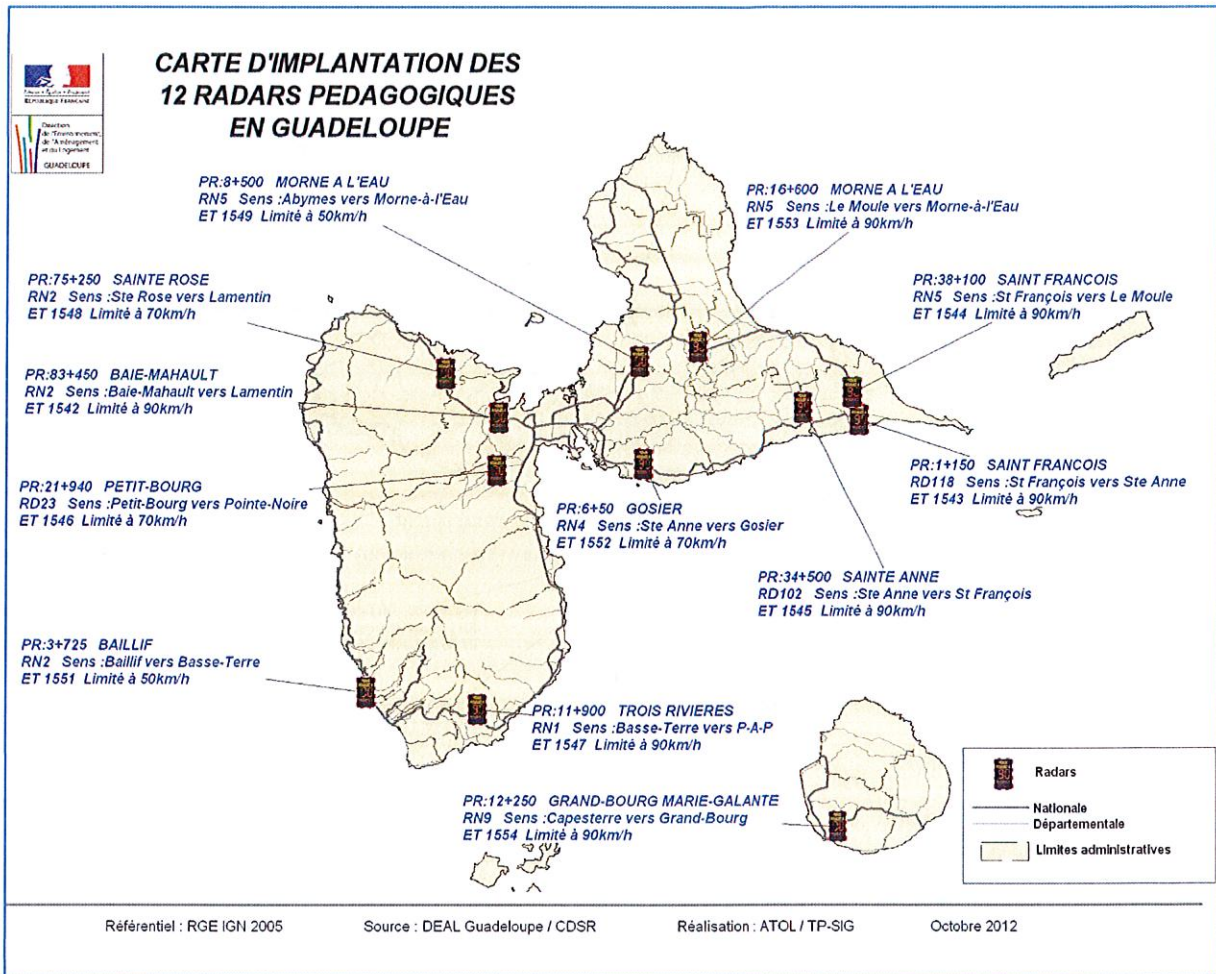 CARTE D'IMPLANTATION DES
12 RADARS PEDAGOGIQUES
EN GUADELOUPE
RÉPUBLIQUE FRANÇAISE
Direction
de l'Environnement,
de l'Aménagement
et du Logement
GUADELOUPE
PR:8+500 MORNE A L'EAU
RN5 Sens :Abymes vers Morne-à-l'Eau
ET 1549 Limité à 50km/h
PR:16+600 MORNE A L'EAU
RN5 Sens :Le Moule vers Morne-à-l'Eau
ET 1553 Limité à 90km/h
PR:75+250 SAINTE ROSE
RN2 Sens :Ste Rose vers Lamentin
ET 1548 Limité à 70km/h
PR:38+100 SAINT FRANCOIS
RN5 Sens :St François vers Le Moule
ET 1544 Limité à 90km/h
PR:83+450 BAIE-MAHAULT
RN2 Sens :Baie-Mahault vers Lamentin
ET 1542 Limité à 90km/h
PR:21+940 PETIT-BOURG
RD23 Sens :Petit-Bourg vers Pointe-Noire
ET 1546 Limité à 70km/h
PR:1+150 SAINT FRANCOIS
RD118 Sens :St François vers Ste Anne
ET 1543 Limité à 90km/h
PR:6+50 GOSIER
RN4 Sens :Ste Anne vers Gosier
ET 1552 Limité à 70km/h
PR:34+500 SAINTE ANNE
RD102 Sens :Ste Anne vers St François
ET 1545 Limité à 90km/h
PR:3+725 BAILLIF
RN2 Sens :Baillif vers Basse-Terre
ET 1551 Limité à 50km/h
PR:11+900 TROIS RIVIERES
RN1 Sens :Basse-Terre vers P-A-P
ET 1547 Limité à 90km/h
PR:12+250 GRAND-BOURG MARIE-GALANTE
RN9 Sens :Capesterre vers Grand-Bourg
ET 1554 Limité à 90km/h
Radars
Nationale
Départementale
Limites administratives
Référentiel : RGE IGN 2005 Source : DEAL Guadeloupe / CDSR Réalisation : ATOL / TP-SIG Octobre 2012